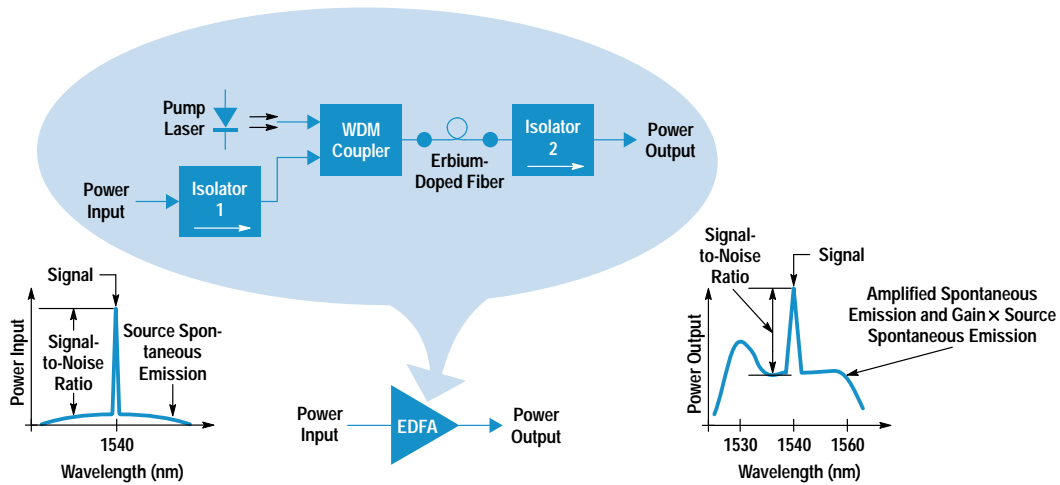 Pump
Laser
WDM
Coupler
Erbium-
Doped Fiber
Isolator
2
Power
Output
Power
Input
Isolator
1
Signal
Power Input
Signal-
to-Noise
Ratio
Source Spon-
taneous
Emission
1540
Wavelength (nm)
Power
Input
EDFA
Power
Output
Signal-
to-Noise
Ratio
Signal
Amplified Spontaneous
Emission and Gain × Source
Spontaneous Emission
Power Output
1530 1540 1560
Wavelength (nm)